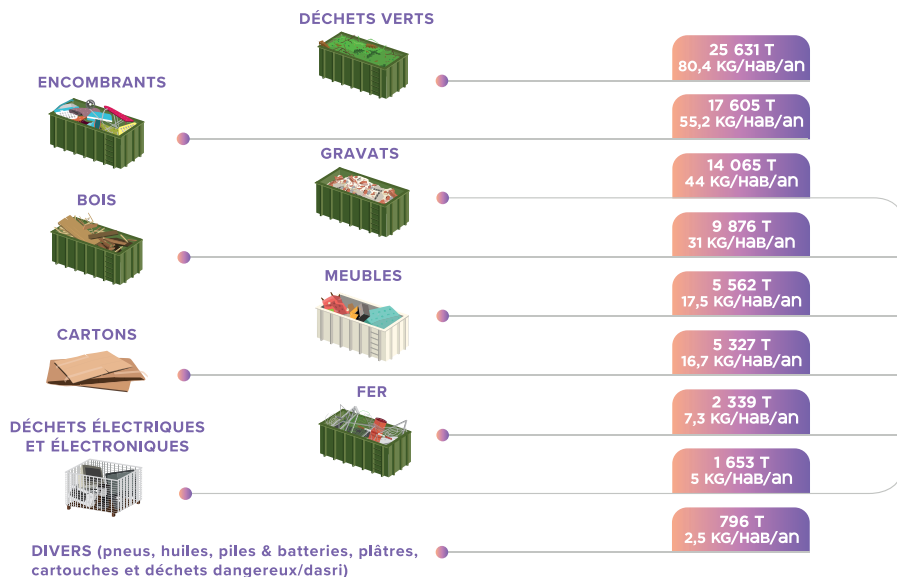 DÉCHETS VERTS
25 631 T
80,4 KG/HaB/an
ENCOMBRANTS
17 605 T
55,2 KG/HaB/an
GRAVATS
14 065 T
44 KG/HaB/an
BOIS
9 876 T
31 KG/HaB/an
MEUBLES
5 562 T
17,5 KG/HaB/an
CARTONS
5 327 T
16,7 KG/HaB/an
FER
2 339 T
7,3 KG/HaB/an
DÉCHETS ÉLECTRIQUES
ET ÉLECTRONIQUES
1 653 T
5 KG/HaB/an
DIVERS (pneus, huiles, piles & batteries, plâtres,
cartouches et déchets dangereux/dasri)
796 T
2,5 KG/HaB/an